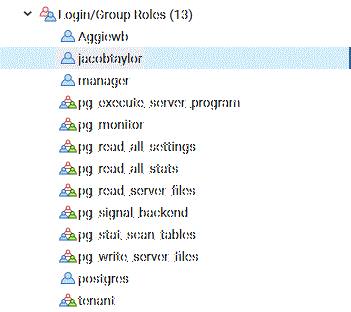 Login/Group Roles (13)
Aggiewb
jacobtaylor
manager
pg_execute_server_program
pg_monitor
pg_read_all_settings
pg_read_all_stats
pg_read_server_files
pg_signal_backend
pg_stat_scan_tables
pg_write_server_files
postgres
tenant